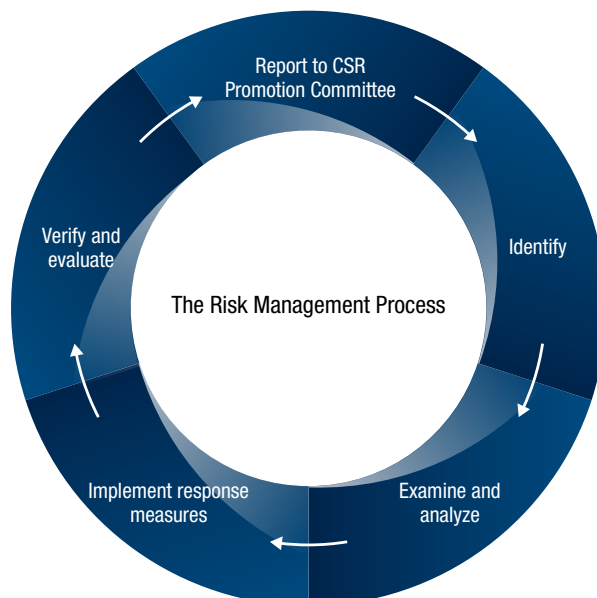 Report to CSR
Promotion Committee
Identify
Examine and
analyze
Implement response
measures
Verify and
evaluate
The Risk Management Process